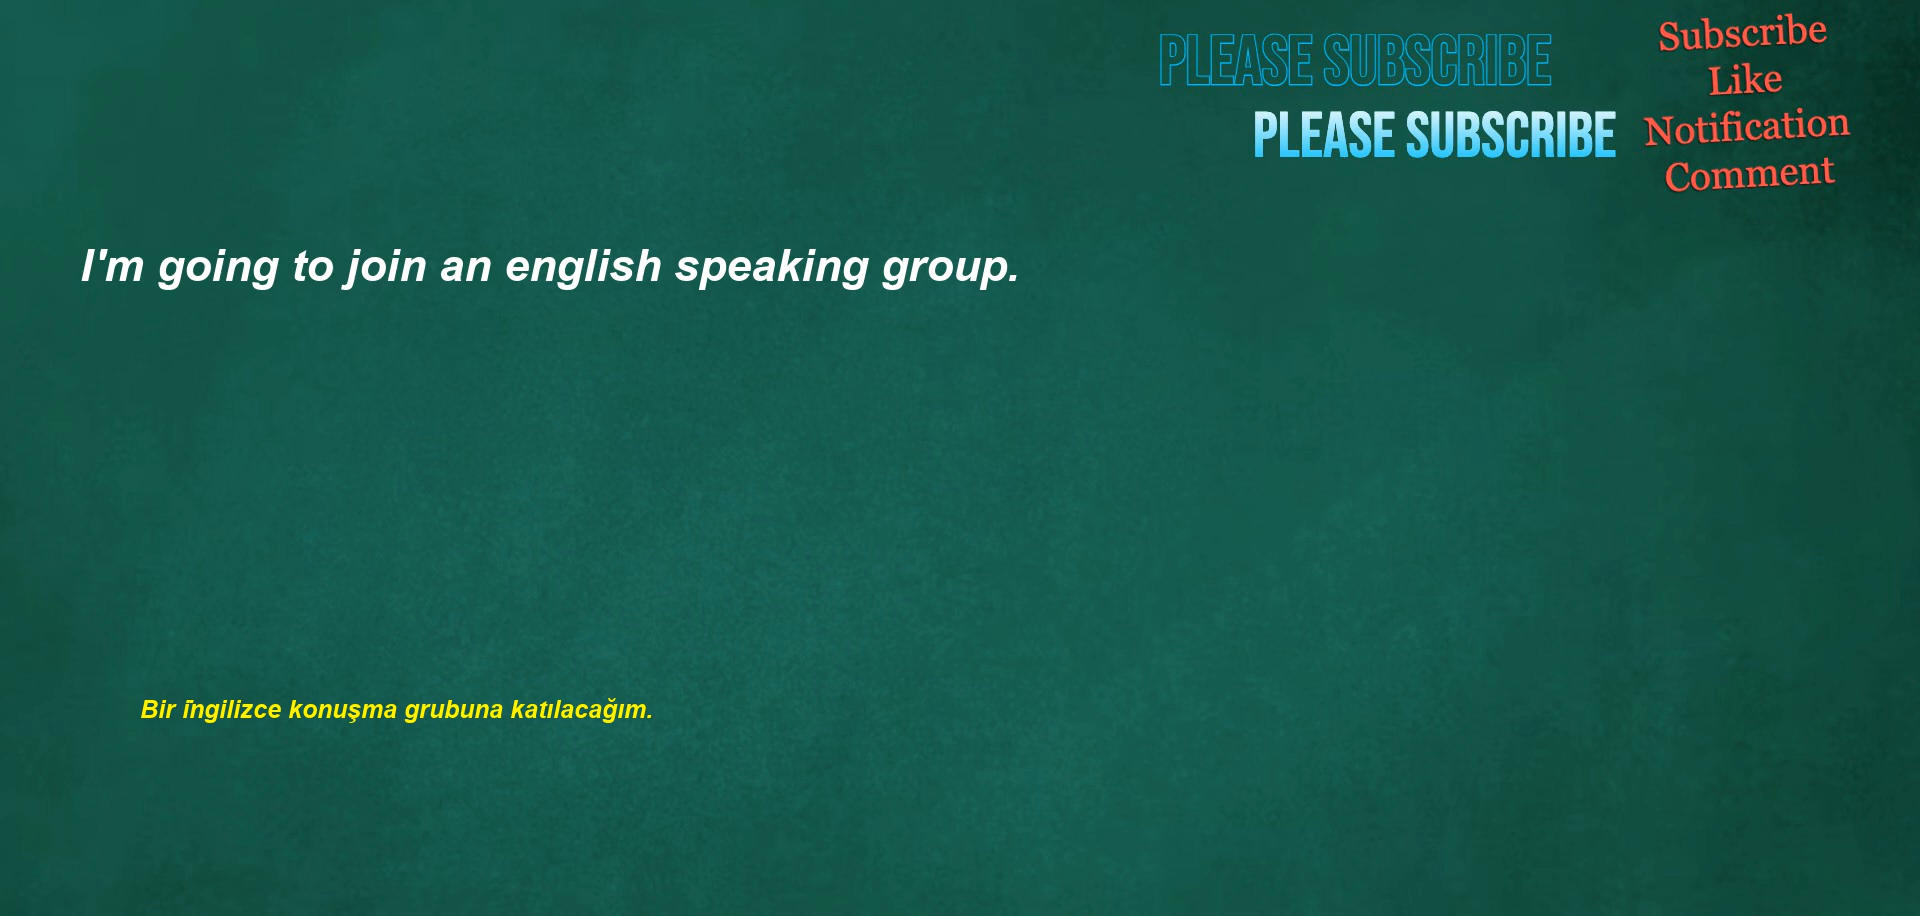 PLEASE SUBSCRIBE
PLEASE SUBSCRIBE
Subscribe
Like
Notification
Comment
I'm going to join an english speaking group.
Bir i̇ngilizce konuşma grubuna katılacağım.